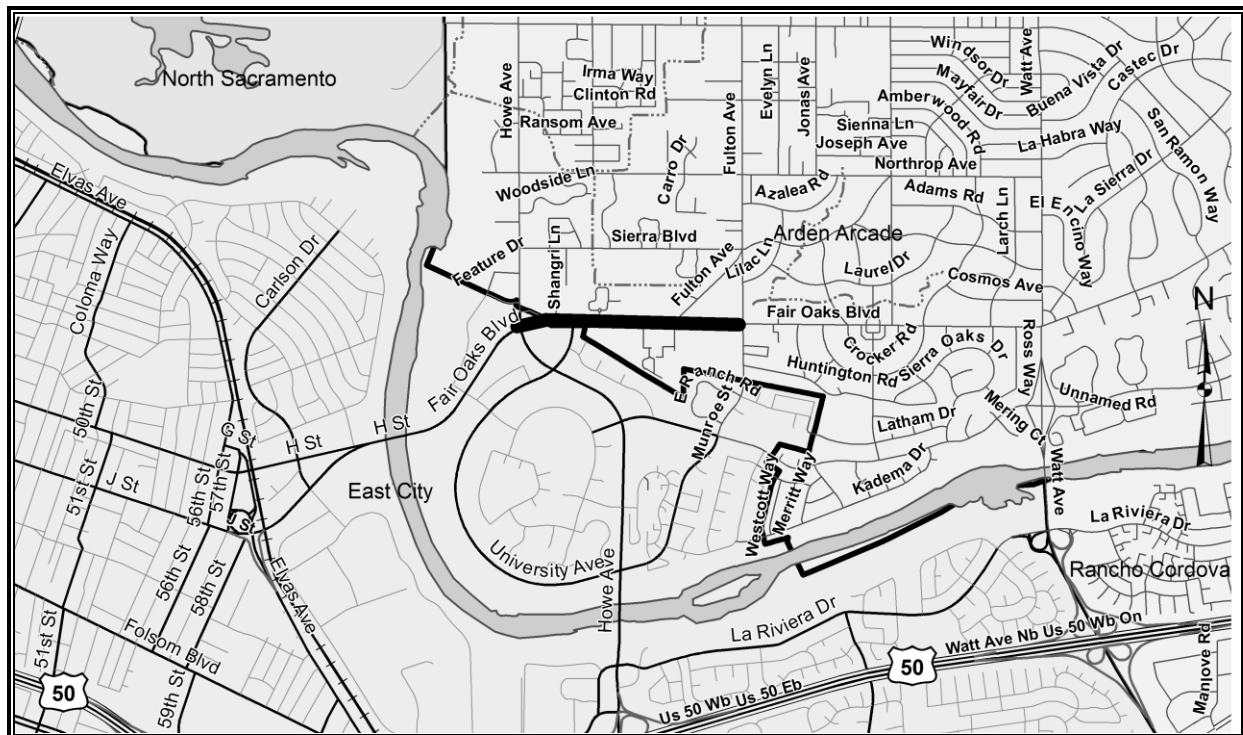 North Sacramento
Howe Ave
Irma Way
Clinton Rd
Ransom Ave
Woodside Ln
Carro Dr
Fulton Ave
Evelyn Ln
Jonas Ave
Windsor Dr
Mayfair Dr
Amberwood Rd
Sienna Ln
Joseph Ave
Northrop Ave
Watt Ave
Buena Vista Dr
Castec Dr
La Habra Way
San Ramon Way
La Sierra Dr
El Encino Way
Azalea Rd
Adams Rd
Larch Ln
Elvas Ave
Coloma Way
Carlson Dr
Feature Dr
Shangri Ln
Sierra Blvd
Fulton Ave
Lilac Ln
Arden Arcade
Laurel Dr
Cosmos Ave
N
Fair Oaks Blvd
Fair Oaks Blvd
Crocker Rd
Sierra Oaks Dr
Ross Way
Huntington Rd
E Ranch Rd
Munroe St
Latham Dr
Mering Ct
Unnamed Rd
50th St
G St
H St
H St
J St
51st St
56th St
57th St
J St
East City
Kadema Dr
Watt Ave
Westcott Way
Merritt Way
La Riviera Dr
University Ave
Howe Ave
Rancho Cordova
56th St
58th St
Elvas Ave
La Riviera Dr
Watt Ave Nb Us 50 Wb On
Manjove Rd
51st St
Folsom Blvd
59th St
50
50
Us 50 Wb Us 50 Eb